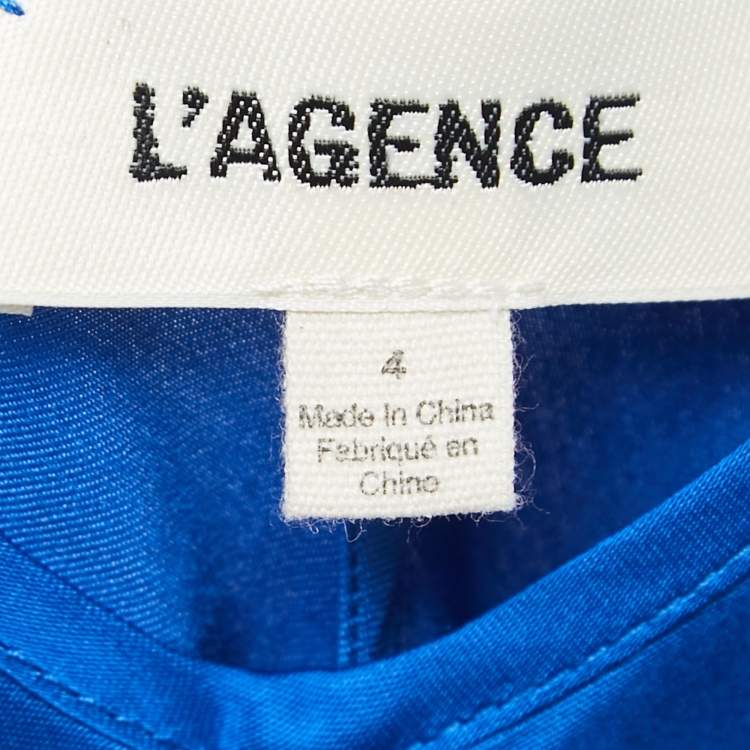 L'AGENCE
4
Made In China
Fabriqué en
Chine